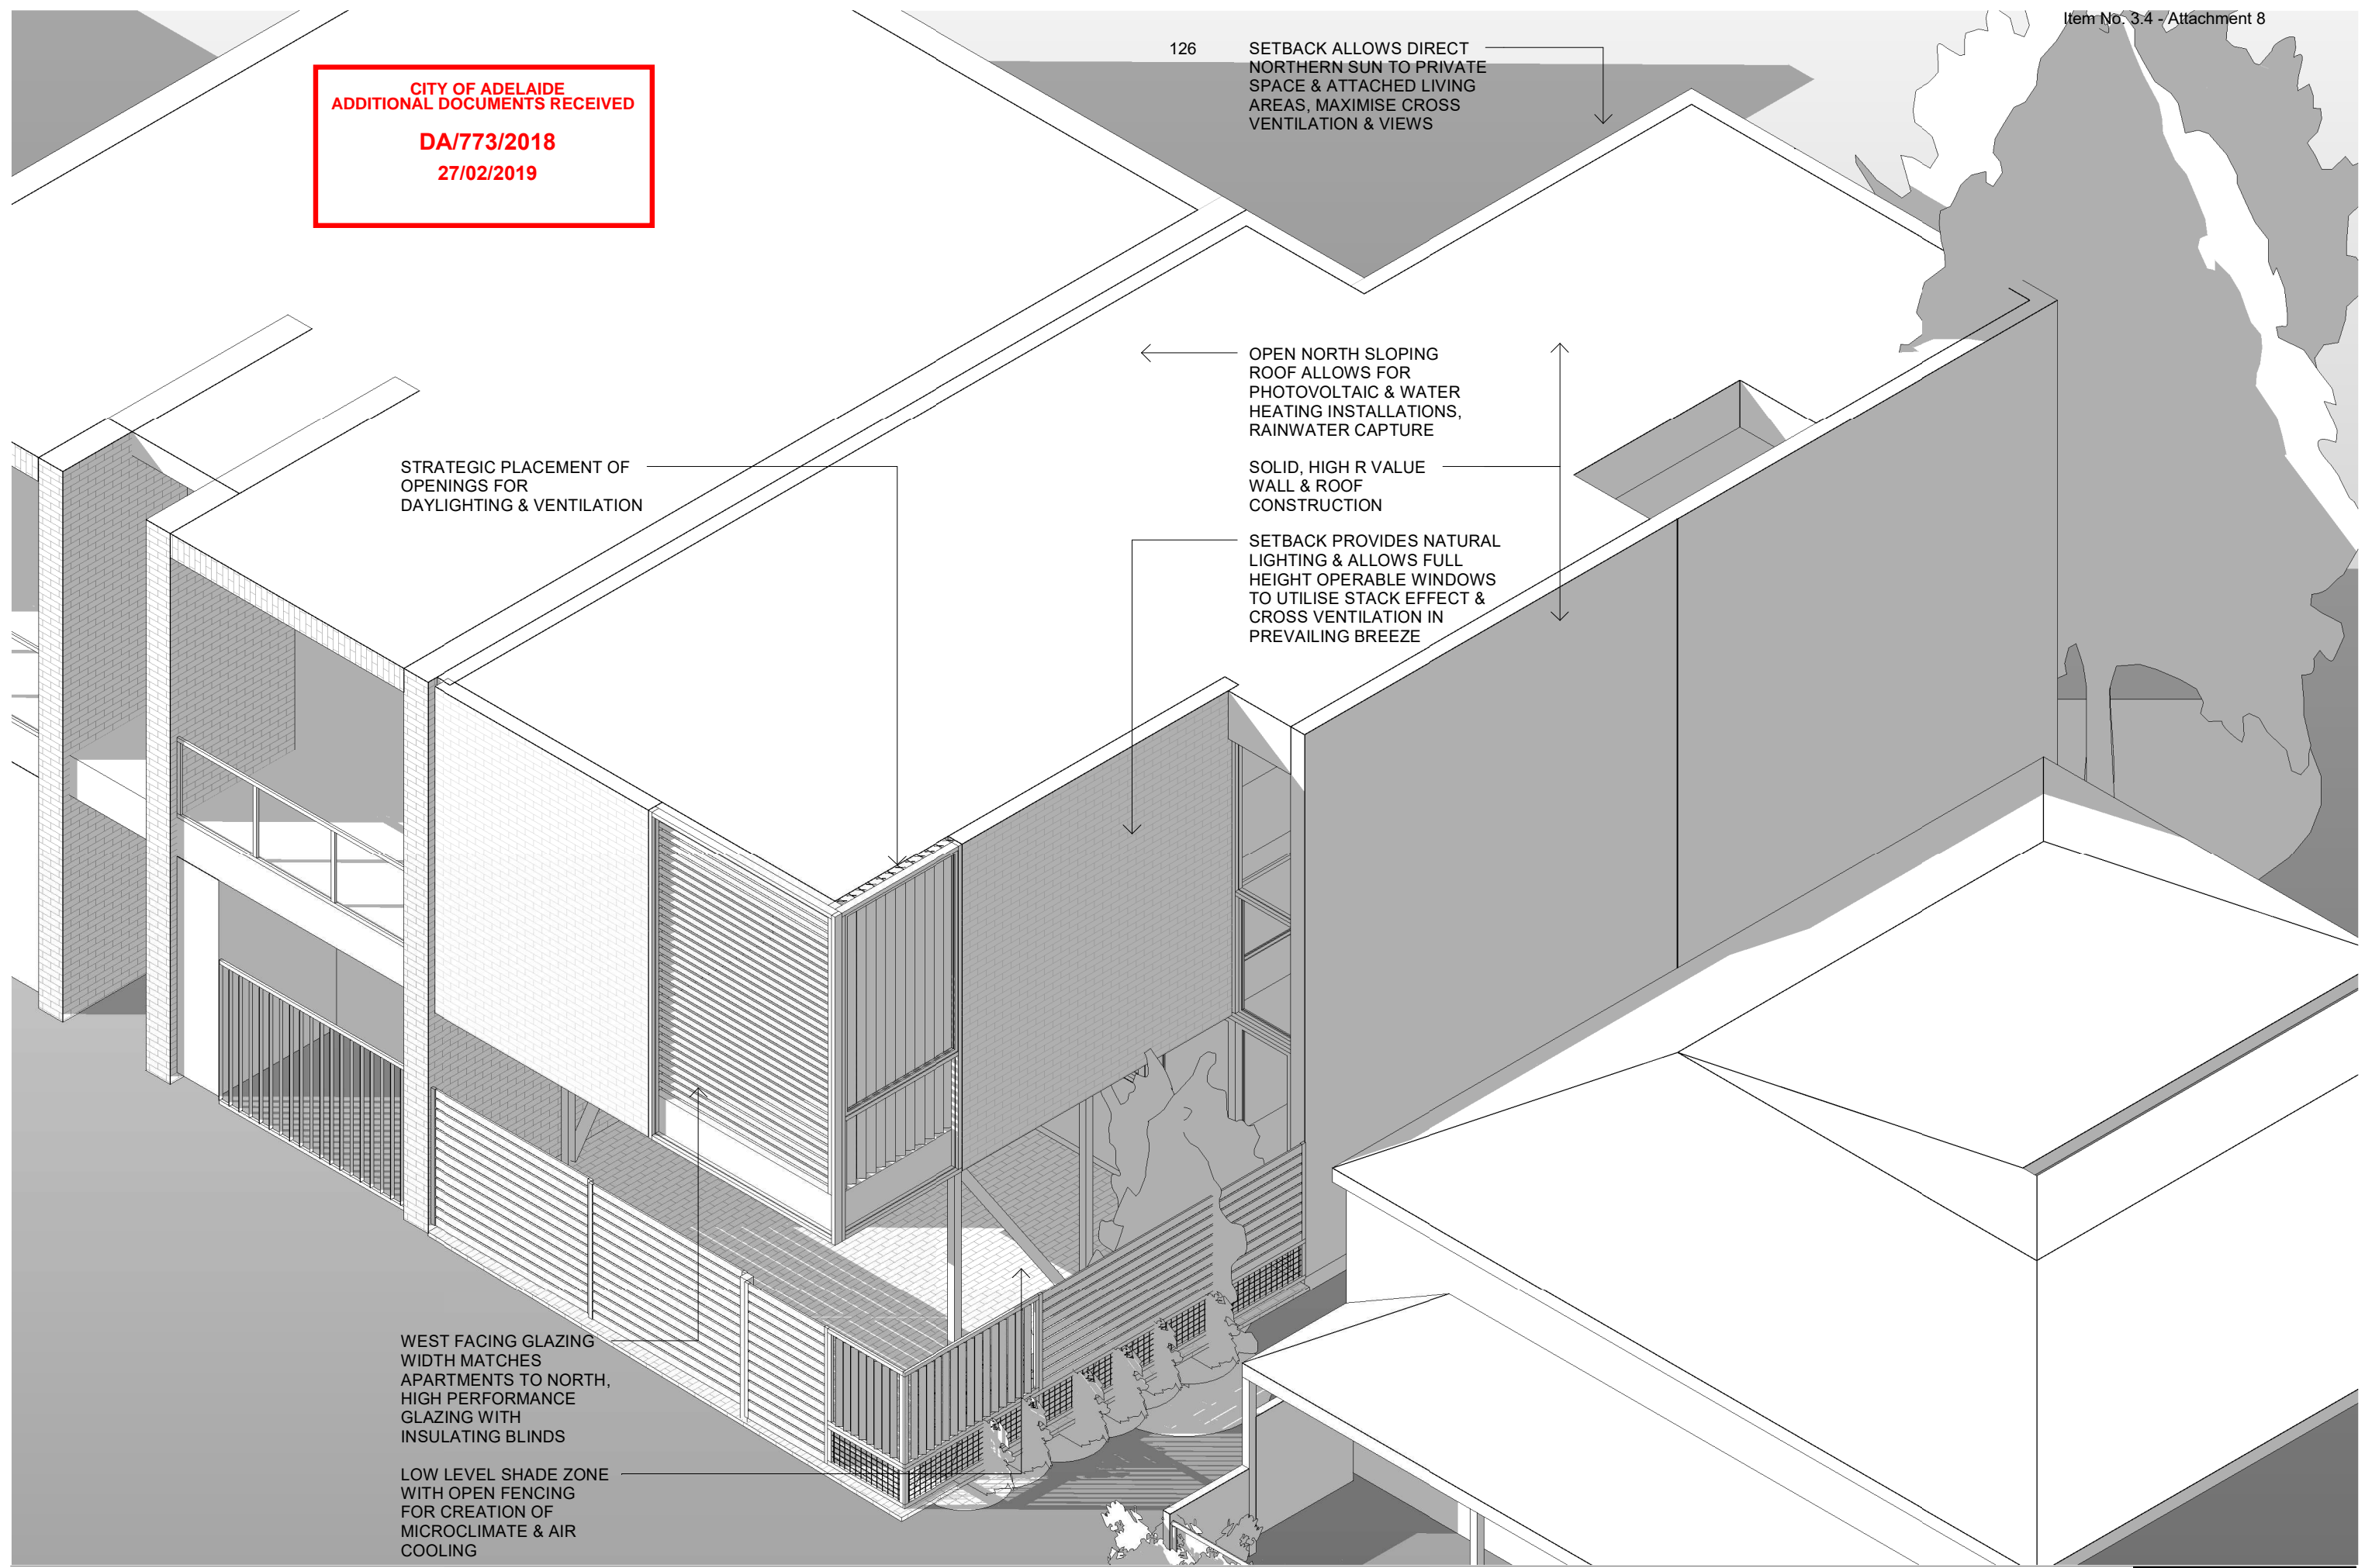 Item No. 3.4 - Attachment 8
126
CITY OF ADELAIDE
ADDITIONAL DOCUMENTS RECEIVED
DA/773/2018
27/02/2019
SETBACK ALLOWS DIRECT
NORTHERN SUN TO PRIVATE
SPACE & ATTACHED LIVING
AREAS, MAXIMISE CROSS
VENTILATION & VIEWS
OPEN NORTH SLOPING
ROOF ALLOWS FOR
PHOTOVOLTAIC & WATER
HEATING INSTALLATIONS,
RAINWATER CAPTURE
STRATEGIC PLACEMENT OF
OPENINGS FOR
DAYLIGHTING & VENTILATION
SOLID, HIGH R VALUE
WALL & ROOF
CONSTRUCTION
SETBACK PROVIDES NATURAL
LIGHTING & ALLOWS FULL
HEIGHT OPERABLE WINDOWS
TO UTILISE STACK EFFECT &
CROSS VENTILATION IN
PREVAILING BREEZE
WEST FACING GLAZING
WIDTH MATCHES
APARTMENTS TO NORTH,
HIGH PERFORMANCE
GLAZING WITH
INSULATING BLINDS
LOW LEVEL SHADE ZONE
WITH OPEN FENCING
FOR CREATION OF
MICROCLIMATE & AIR
COOLING